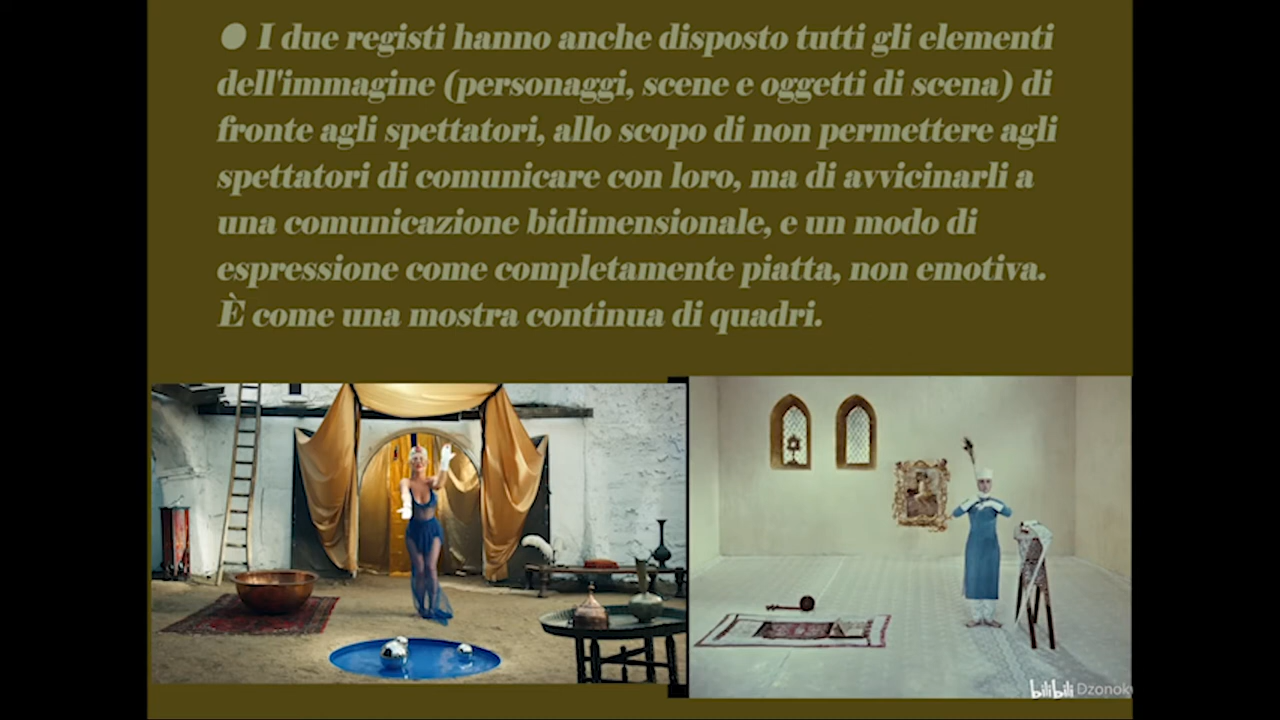 ● I due registi hanno anche disposto tutti gli elementi
dell'immagine (personaggi, scene e oggetti di scena) di
fronte agli spettatori, allo scopo di non permettere agli
spettatori di comunicare con loro, ma di avvicinarli a
una comunicazione bidimensionale, e un modo di
espressione come completamente piatta, non emotiva.
È come una mostra continua di quadri.
bilibili Dzonok